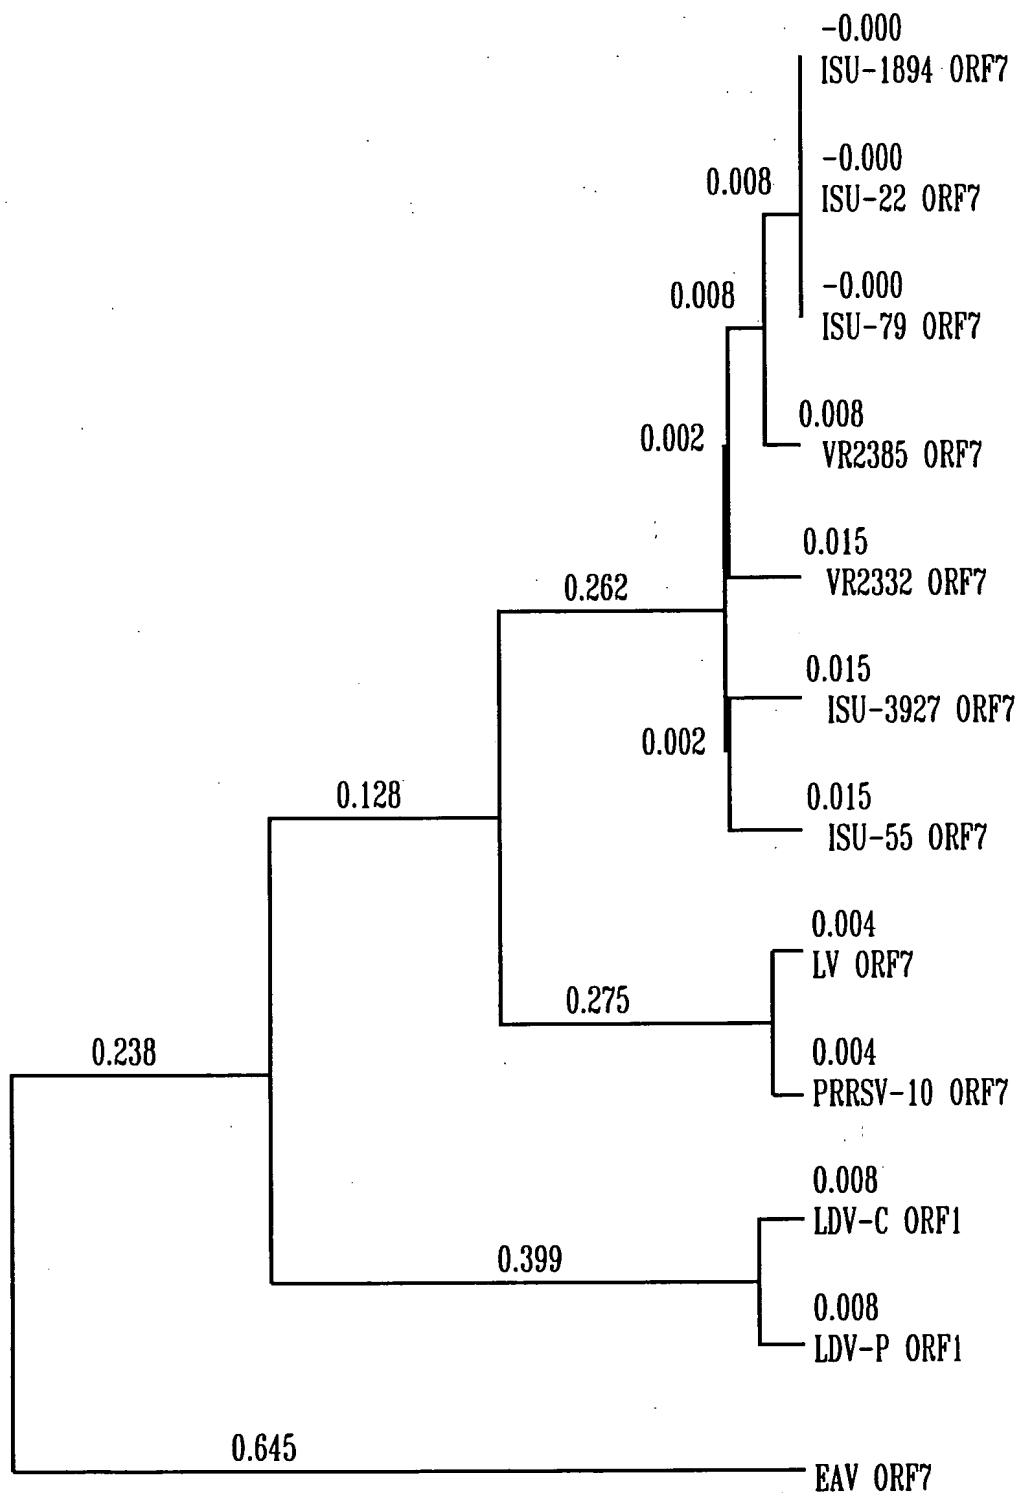 -0.000
ISU-1894 ORF7
-0.000
0.008
ISU-22 ORF7
-0.000
0.008
ISU-79 ORF7
0.008
0.002
VR2385 ORF7
0.015
VR2332 ORF7
0.262
0.015
ISU-3927 ORF7
0.002
0.128
0.015
ISU-55 ORF7
0.004
LV ORF7
0.275
0.238
0.004
PRRSV-10 ORF7
0.008
LDV-C ORF1
0.399
0.008
LDV-P ORF1
0.645
EAV ORF7